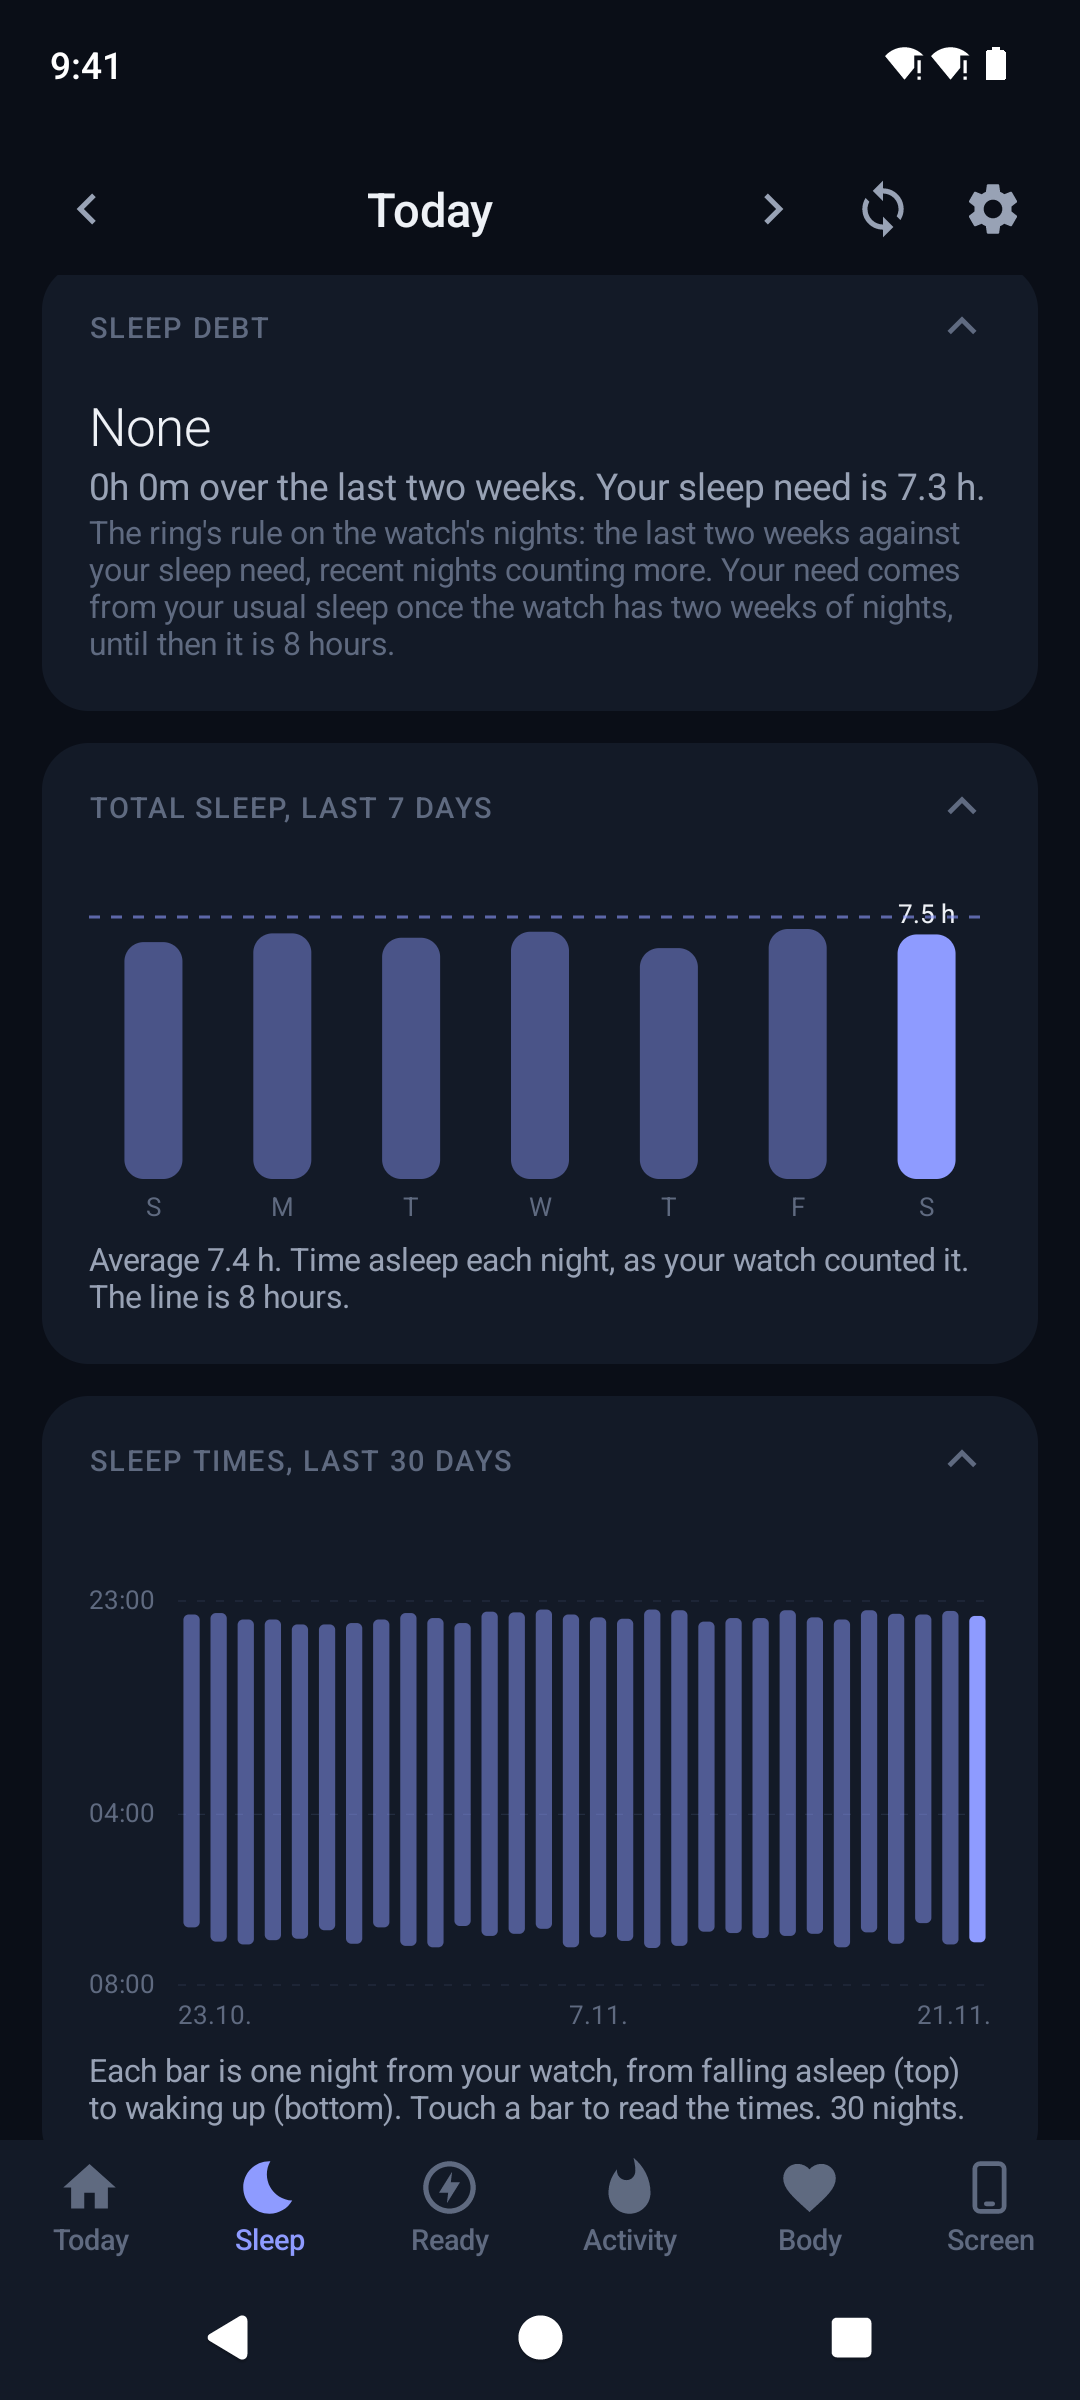 9:41
Today
SLEEP DEBT
None
0h 0m over the last two weeks. Your sleep need is 7.3 h.
The ring's rule on the watch's nights: the last two weeks against
your sleep need, recent nights counting more. Your need comes
from your usual sleep once the watch has two weeks of nights,
until then it is 8 hours.
TOTAL SLEEP, LAST 7 DAYS
7.5 h
S M T W T F S
Average 7.4 h. Time asleep each night, as your watch counted it.
The line is 8 hours.
SLEEP TIMES, LAST 30 DAYS
23:00
04:00
08:00
23.10. 7.11. 21.11.
Each bar is one night from your watch, from falling asleep (top)
to waking up (bottom). Touch a bar to read the times. 30 nights.
Today Sleep Ready Activity Body Screen